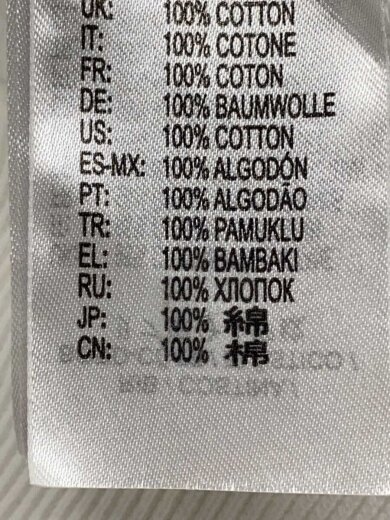 UK: 100% COTTON
IT: 100% COTONE
FR: 100% COTON
DE: 100% BAUMWOLLE
US: 100% COTTON
ES-MX: 100% ALGODÓN
PT: 100% ALGODÃO
TR: 100% PAMUKLU
EL: 100% BAMBAKI
RU: 100% ХЛОПОК
JP: 100% 綿
CN: 100% 棉